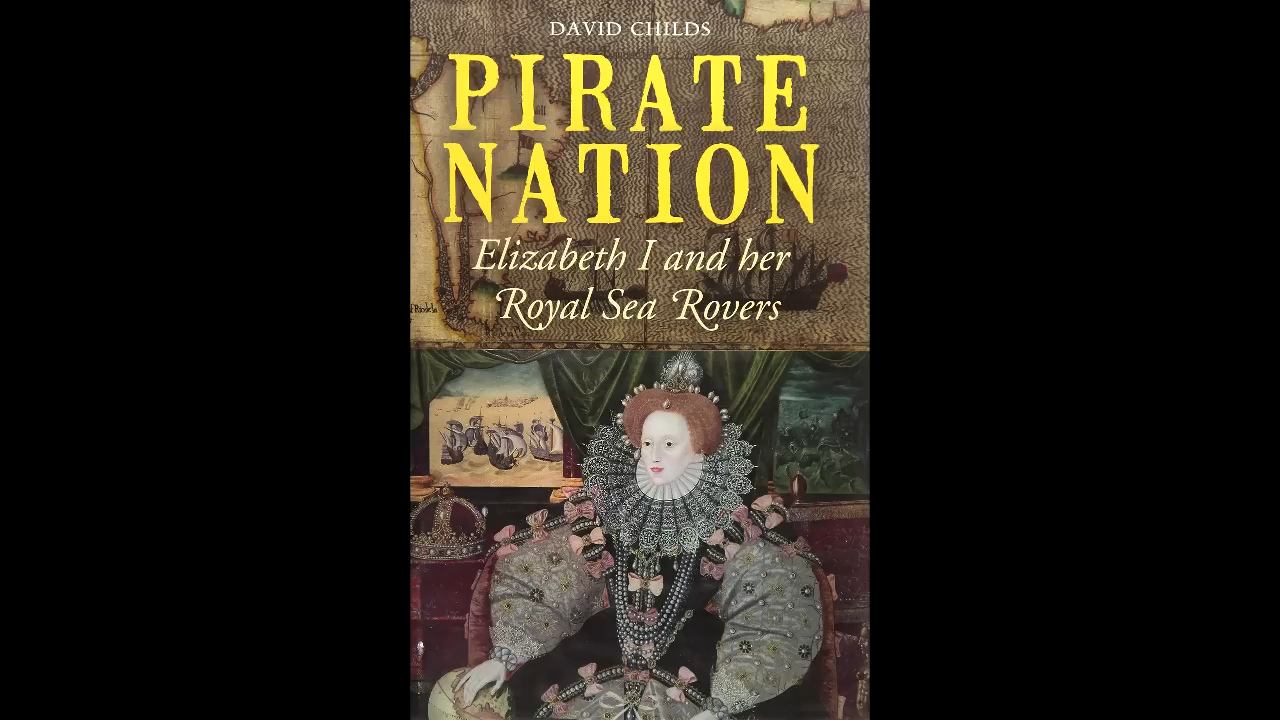 DAVID CHILDS
PIRATE
NATION
Elizabeth I and her
Royal Sea Rovers